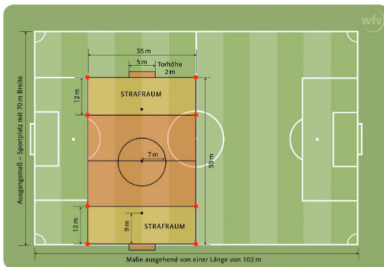 wfv
35 m
5 m
Torhöhe
2 m
12 m
STRAFRAUM
Ausgangsmaß – Sportplatz mit 70 m Breite
7 m
55 m
12 m
9 m
STRAFRAUM
Maße ausgehend von einer Länge von 102 m